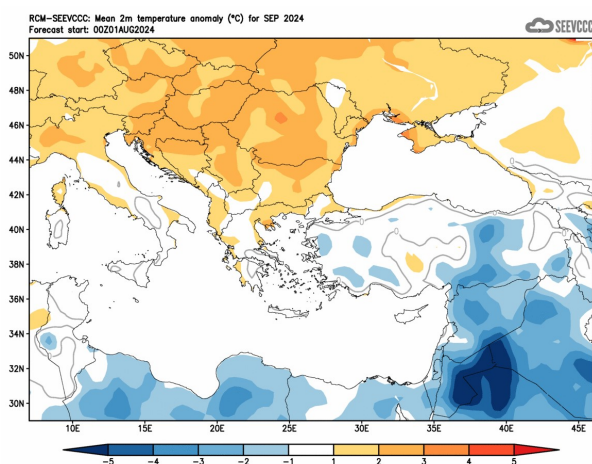 RCM-SEEVCCC: Mean 2m temperature anomaly (°C) for SEP 2024
Forecast start: 00Z01AUG2024
SEEVCCC
50N
48N
46N
44N
42N
40N
38N
36N
34N
32N
30N
10E 15E 20E 25E 30E 35E 40E 45E
-5 -4 -3 -2 -1 1 2 3 4 5